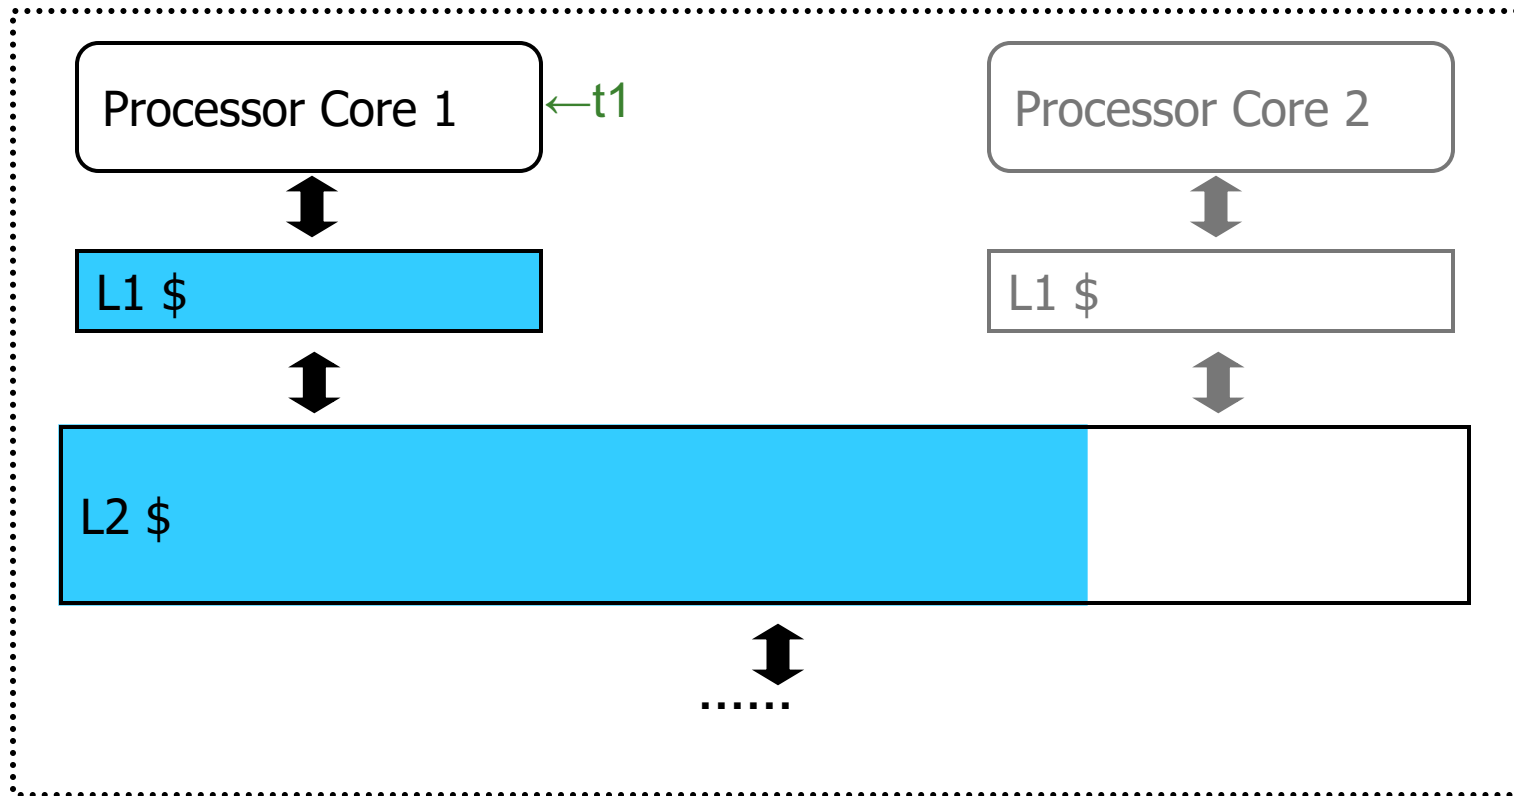 Processor Core 1
←t1
Processor Core 2
L1 $
L1 $
L2 $
......